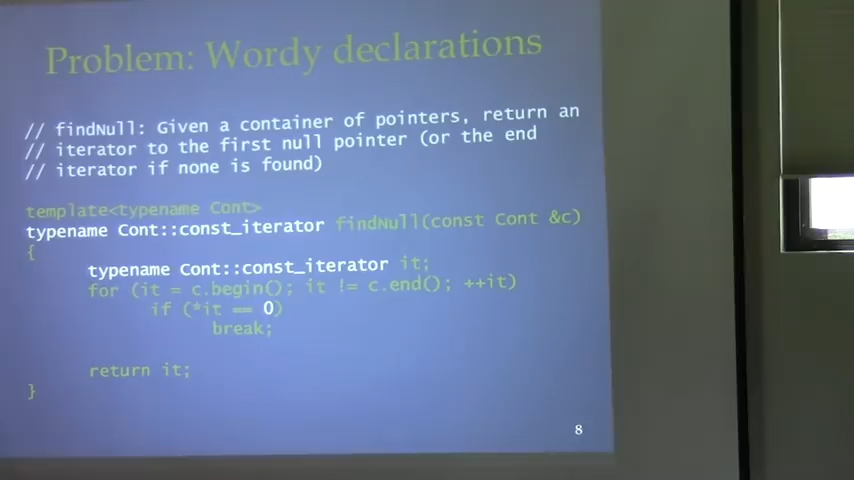 Problem: Wordy declarations
// findNull: Given a container of pointers, return an
// iterator to the first null pointer (or the end
// iterator if none is found)
template<typename Cont>
typename Cont::const_iterator findNull(const Cont &c)
{
typename Cont::const_iterator it;
for (it = c.begin(); it != c.end(); ++it)
if (*it == 0)
break;
return it;
}
8